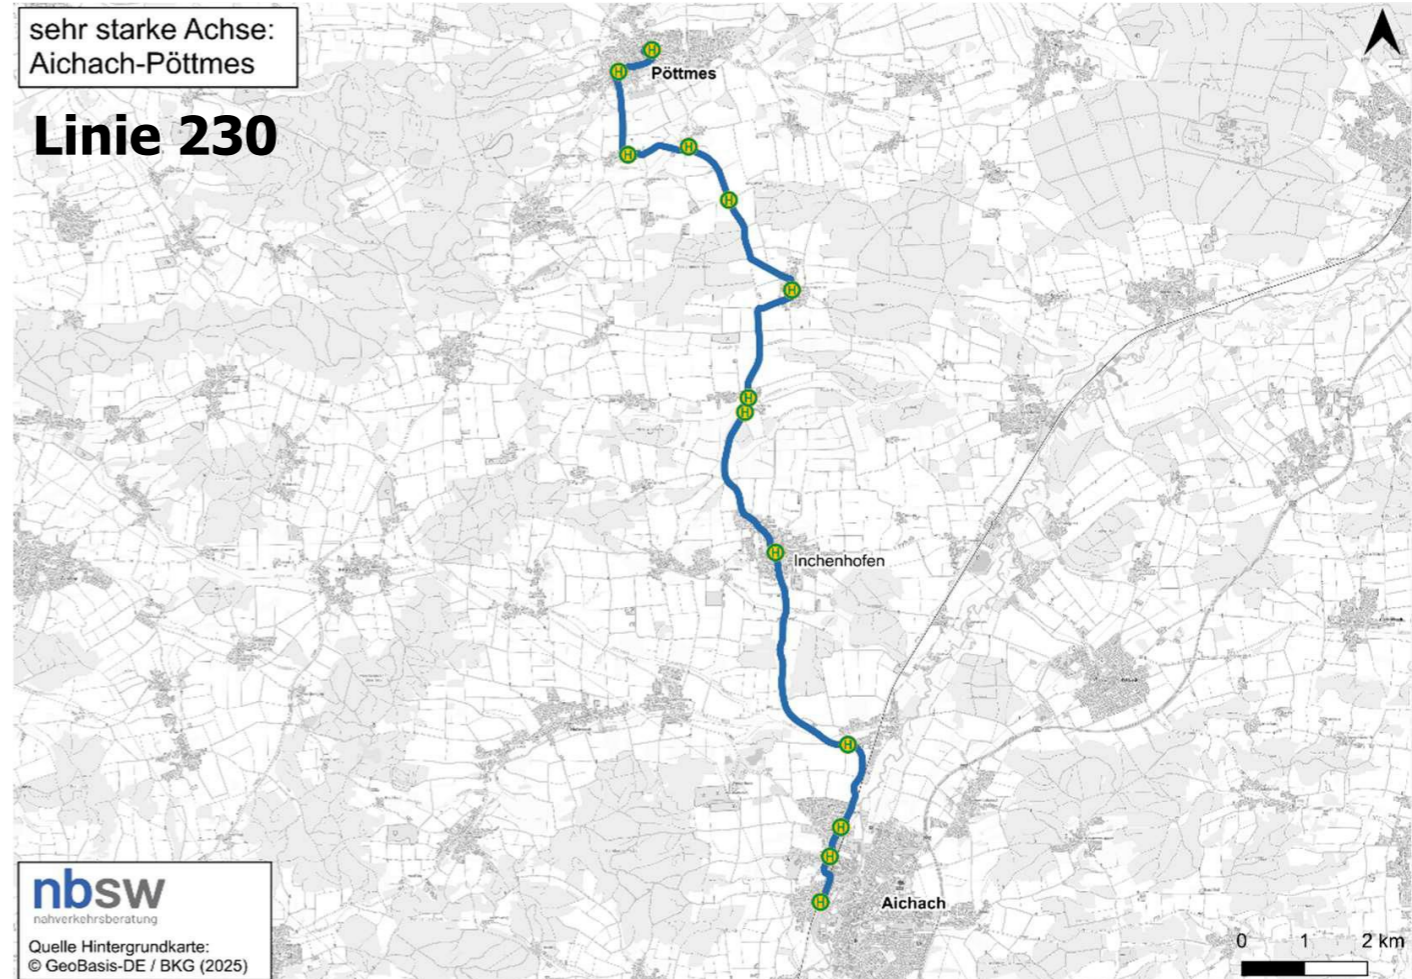 sehr starke Achse:
Aichach-Pöttmes
Linie 230
Pöttmes
Inchenhofen
Aichach
nbsw
nahverkehrsberatung
Quelle Hintergrundkarte:
© GeoBasis-DE / BKG (2025)
0 1 2 km
H
H
H
H
H
H
H
H
H
H
H
H
H